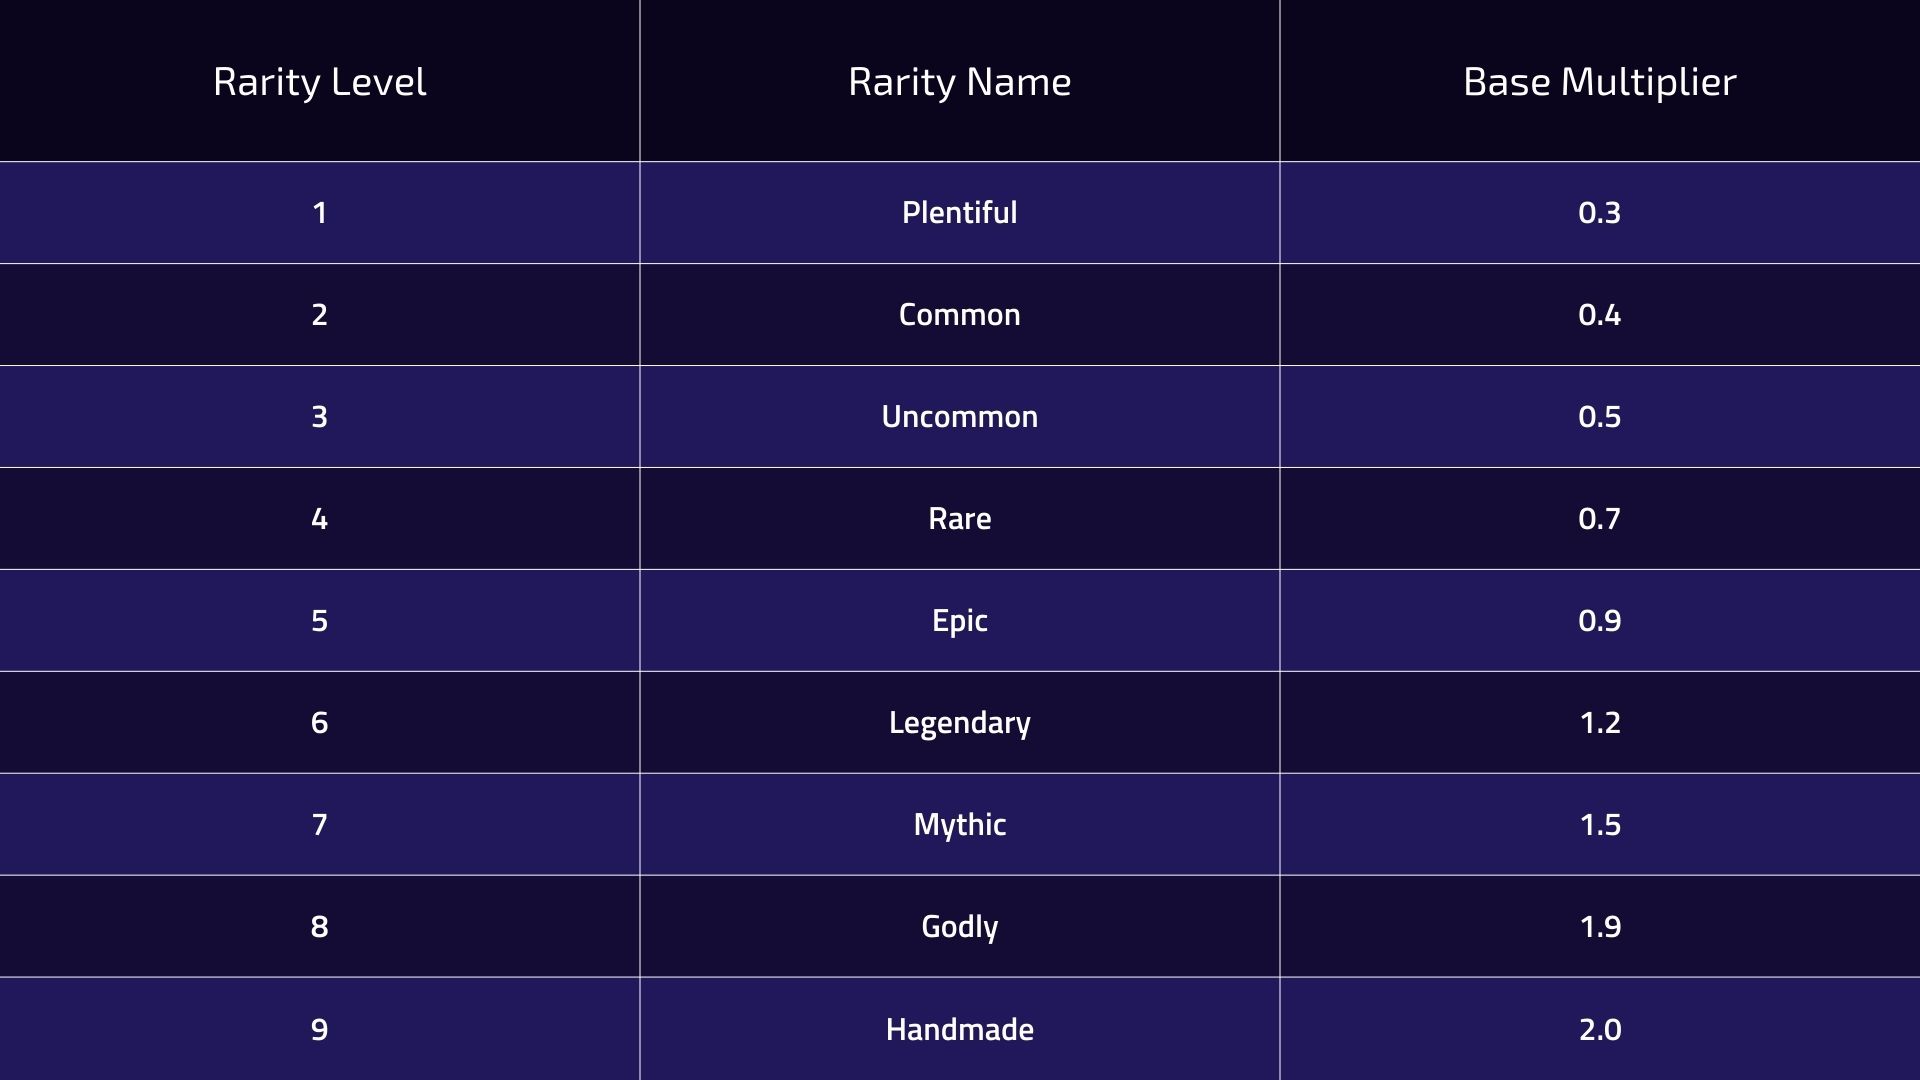 Rarity Level Rarity Name Base Multiplier
1 Plentiful 0.3
2 Common 0.4
3 Uncommon 0.5
4 Rare 0.7
5 Epic 0.9
6 Legendary 1.2
7 Mythic 1.5
8 Godly 1.9
9 Handmade 2.0